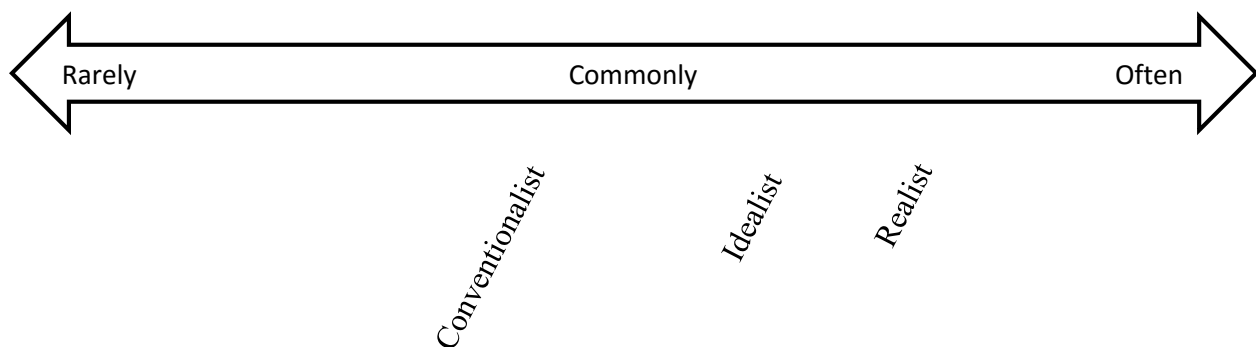 Rarely Commonly Often
Conventionalist
Idealist
Realist